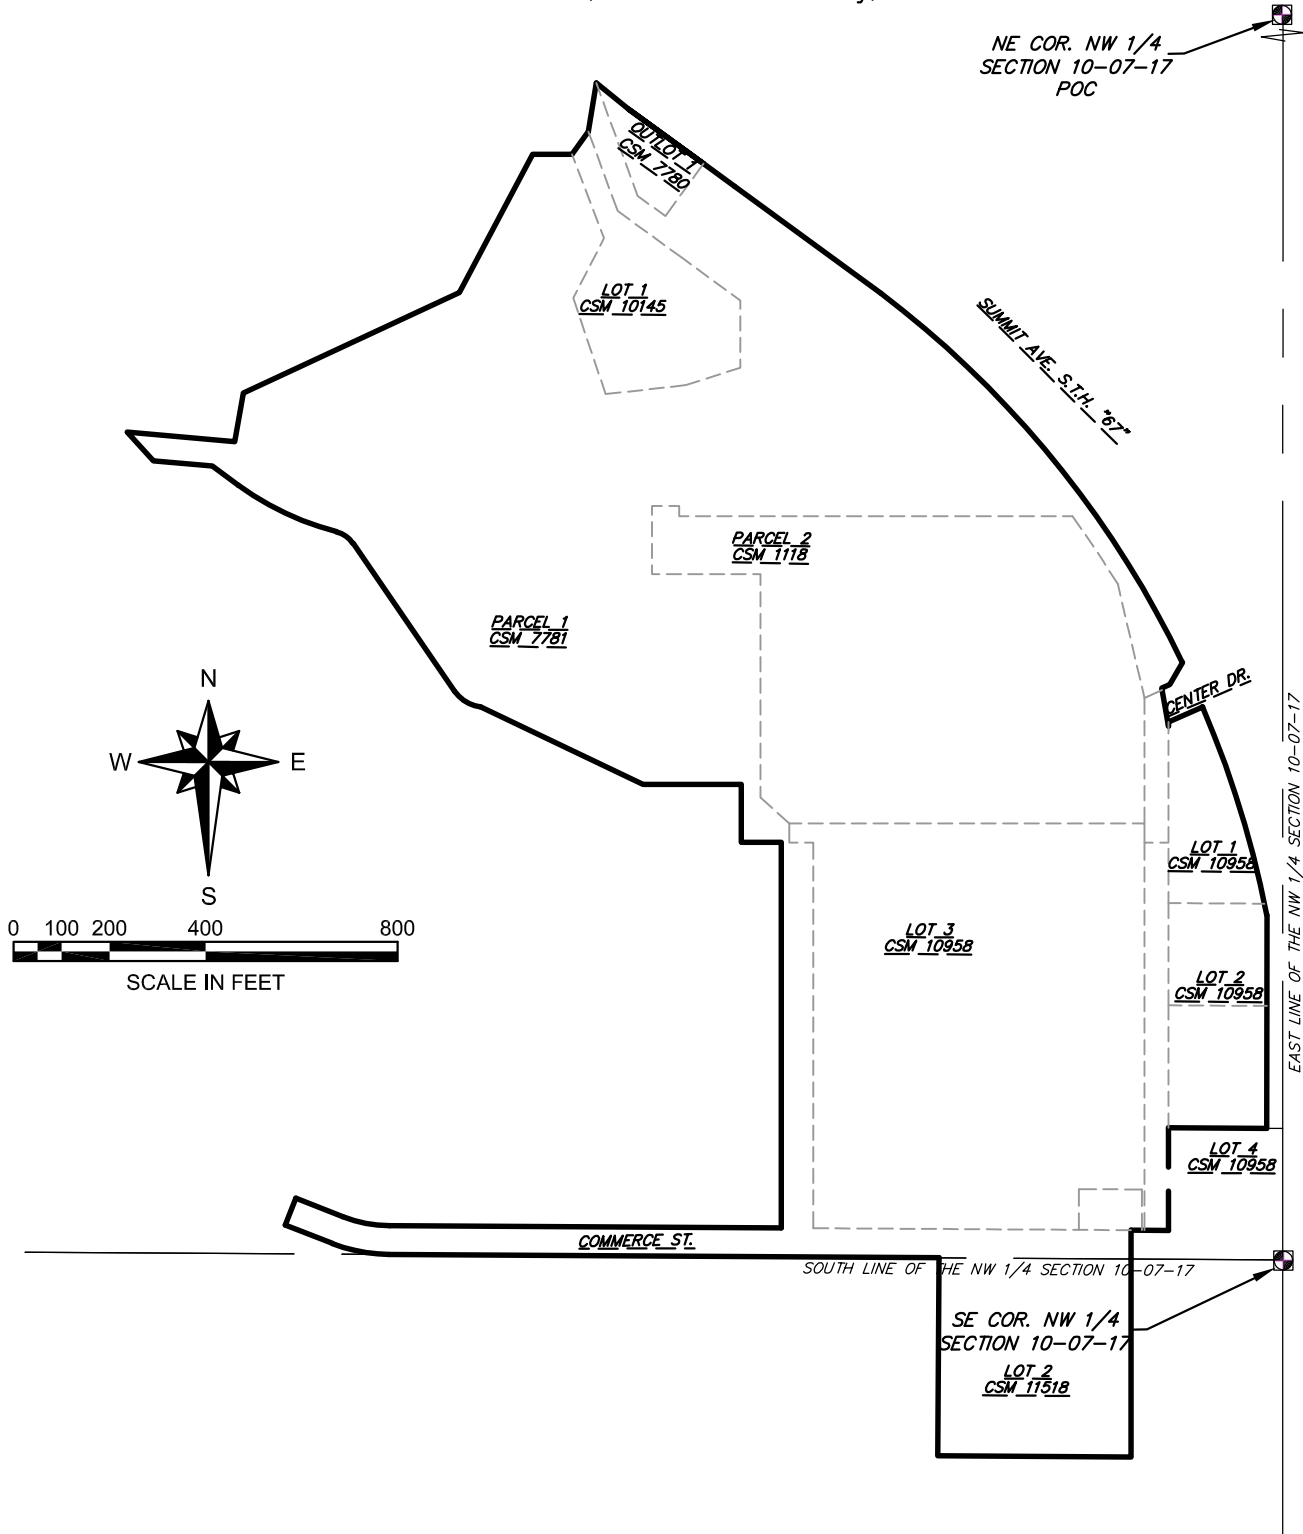 NE COR. NW 1/4
SECTION 10-07-17
POC
OUTLOT 1
CSM 7780
LOT 1
CSM 10145
SUMMIT AVE. S.T.H. "67"
PARCEL 2
CSM 1118
PARCEL 1
CSM 7781
CENTER DR.
N
W
E
S
EAST LINE OF THE NW 1/4 SECTION 10-07-17
LOT 1
CSM 10958
0 100 200 400 800
SCALE IN FEET
LOT 3
CSM 10958
LOT 2
CSM 10958
LOT 4
CSM 10958
COMMERCE ST.
SOUTH LINE OF THE NW 1/4 SECTION 10-07-17
SE COR. NW 1/4
SECTION 10-07-17
LOT 2
CSM 11518